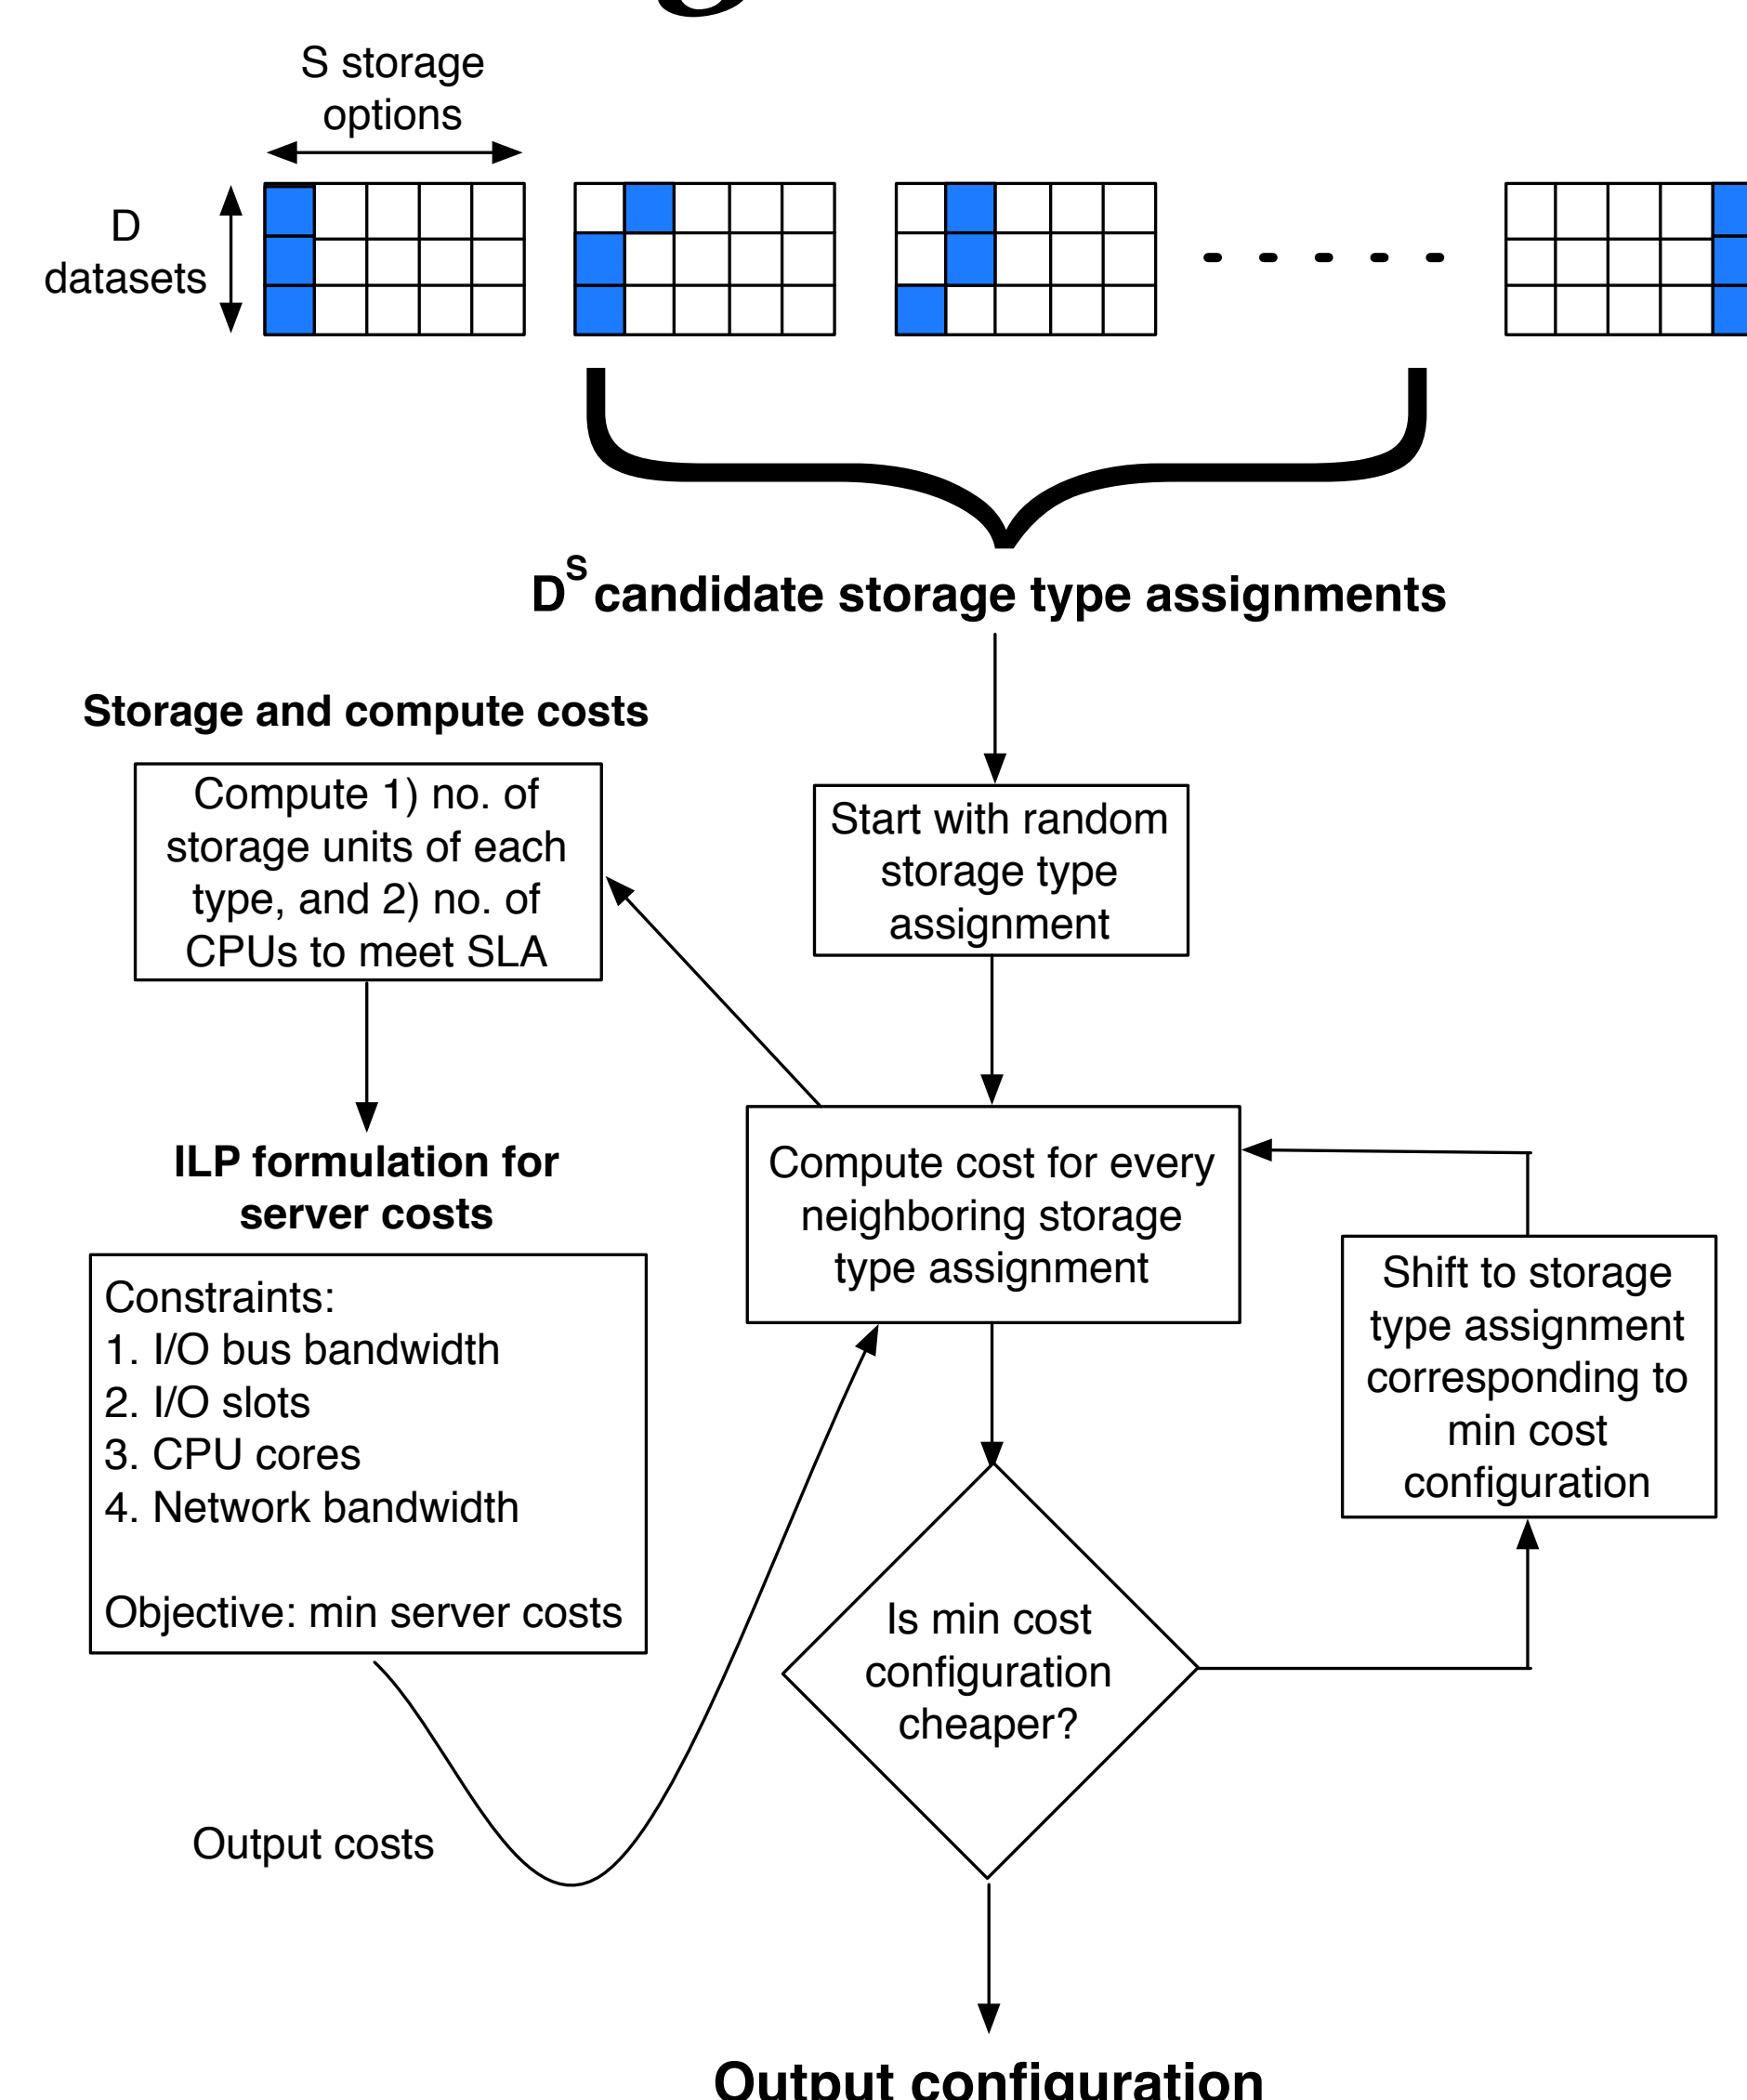 S storage
options
D
datasets
D^S candidate storage type assignments
Storage and compute costs
Compute 1) no. of
storage units of each
type, and 2) no. of
CPUs to meet SLA
Start with random
storage type
assignment
ILP formulation for
server costs
Constraints:
1. I/O bus bandwidth
2. I/O slots
3. CPU cores
4. Network bandwidth
Objective: min server costs
Compute cost for every
neighboring storage
type assignment
Shift to storage
type assignment
corresponding to
min cost
configuration
Is min cost
configuration
cheaper?
Output costs
Output configuration